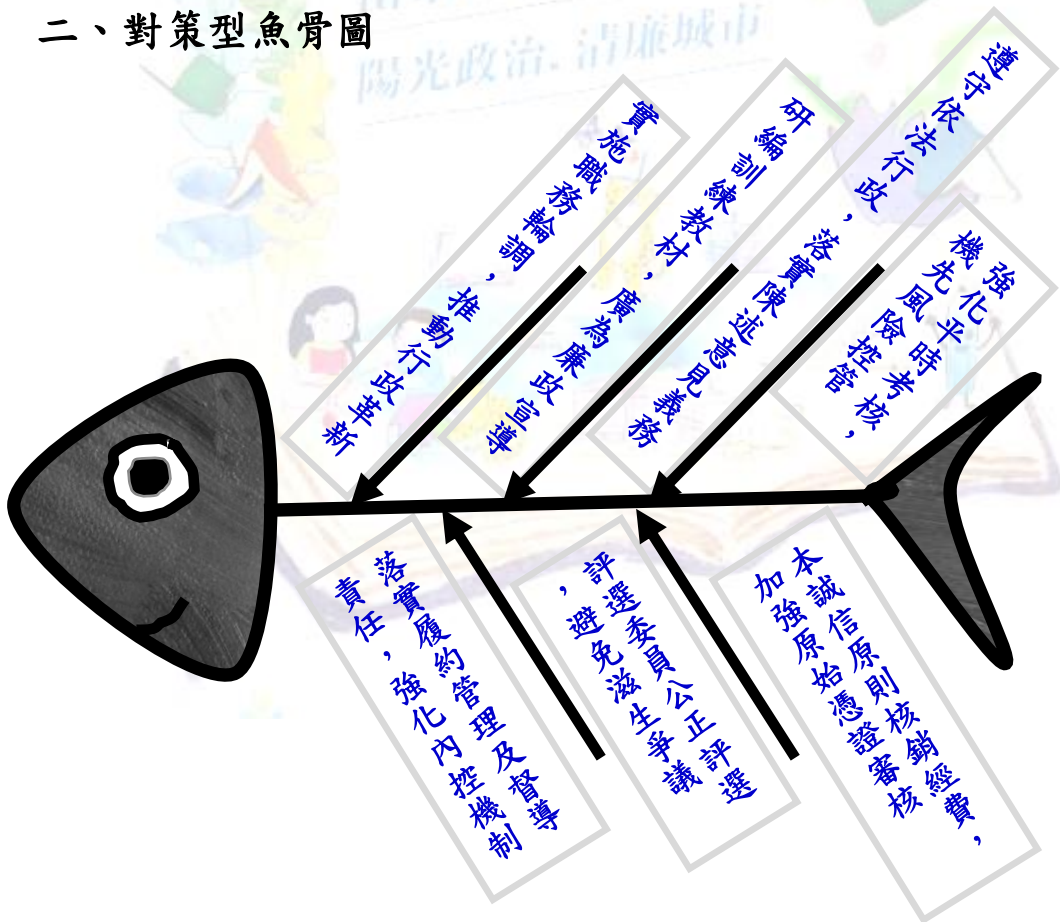 二、對策型魚骨圖
陽光政治．清廉城市
實施職務輪調，推動行政革新
研編訓練教材，廣為廉政宣導
遵守依法行政，落實陳述意見義務
強化平時考核，
機先風險控管
落實履約管理及督導
責任，強化內控機制
評選委員公正評選
，避免滋生爭議
本誠信原則核銷經費，
加強原始憑證審核